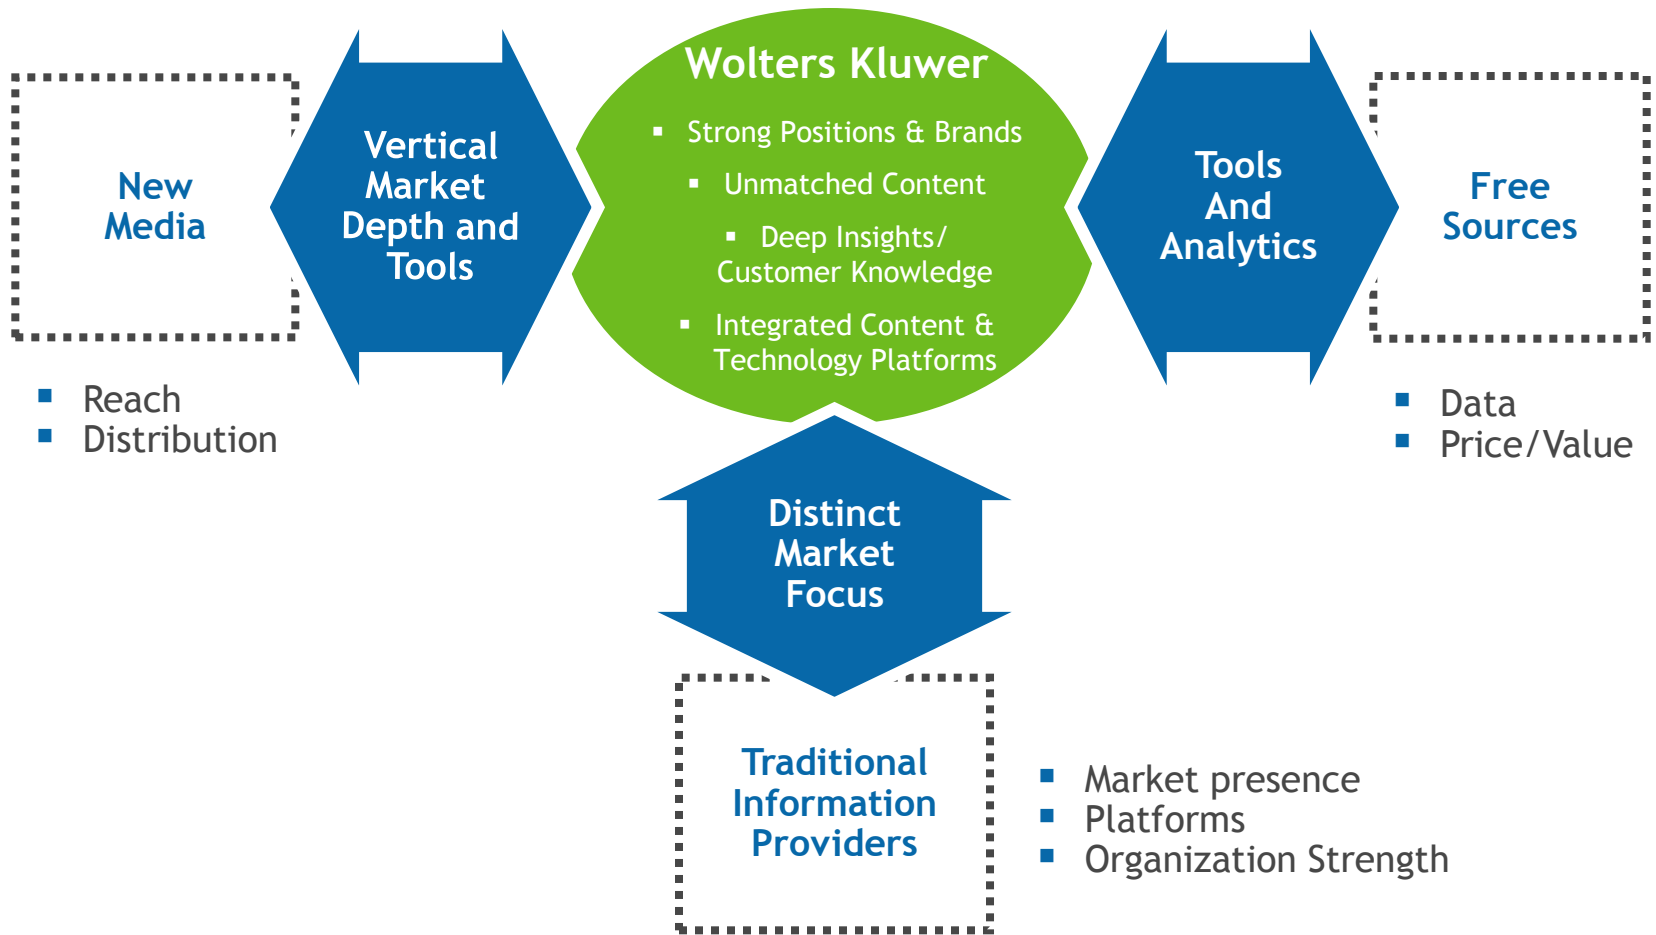 Wolters Kluwer
▪ Strong Positions & Brands
▪ Unmatched Content
▪ Deep Insights/
Customer Knowledge
▪ Integrated Content &
Technology Platforms
New
Media
Vertical
Market
Depth and
Tools
Tools
And
Analytics
Free
Sources
▪ Reach
▪ Distribution
▪ Data
▪ Price/Value
Distinct
Market
Focus
Traditional
Information
Providers
▪ Market presence
▪ Platforms
▪ Organization Strength